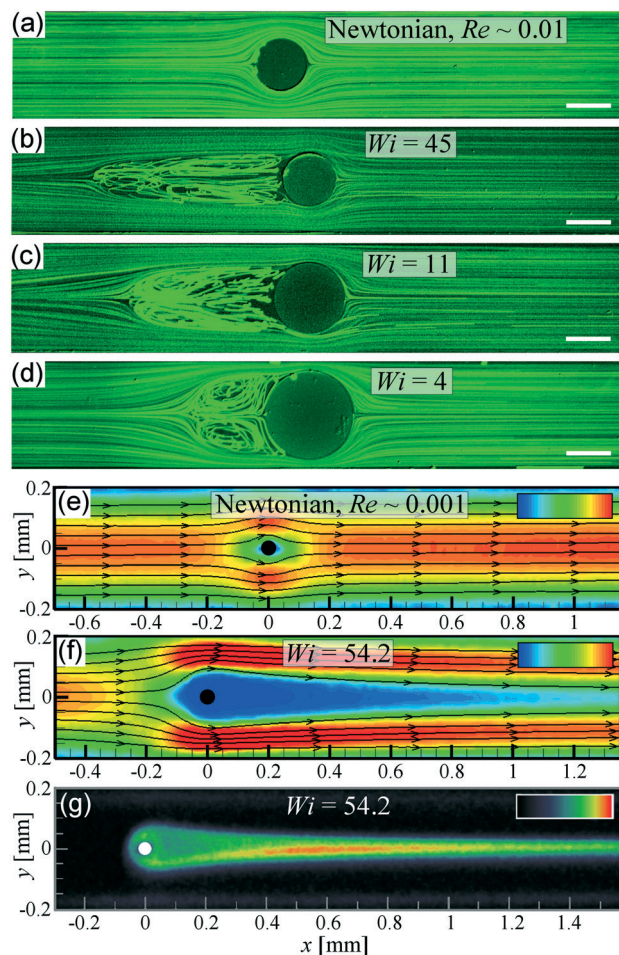 (a)
Newtonian, Re ~ 0.01
(b)
Wi = 45
(c)
Wi = 11
(d)
Wi = 4
(e)
Newtonian, Re ~ 0.001
0.2
0
-0.2
y [mm]
-0.6 -0.4 -0.2 0 0.2 0.4 0.6 0.8 1
(f)
Wi = 54.2
0.2
0
-0.2
y [mm]
-0.4 -0.2 0 0.2 0.4 0.6 0.8 1 1.2
(g)
Wi = 54.2
0.2
0
-0.2
y [mm]
-0.2 0 0.2 0.4 0.6 0.8 1 1.2 1.4
x [mm]